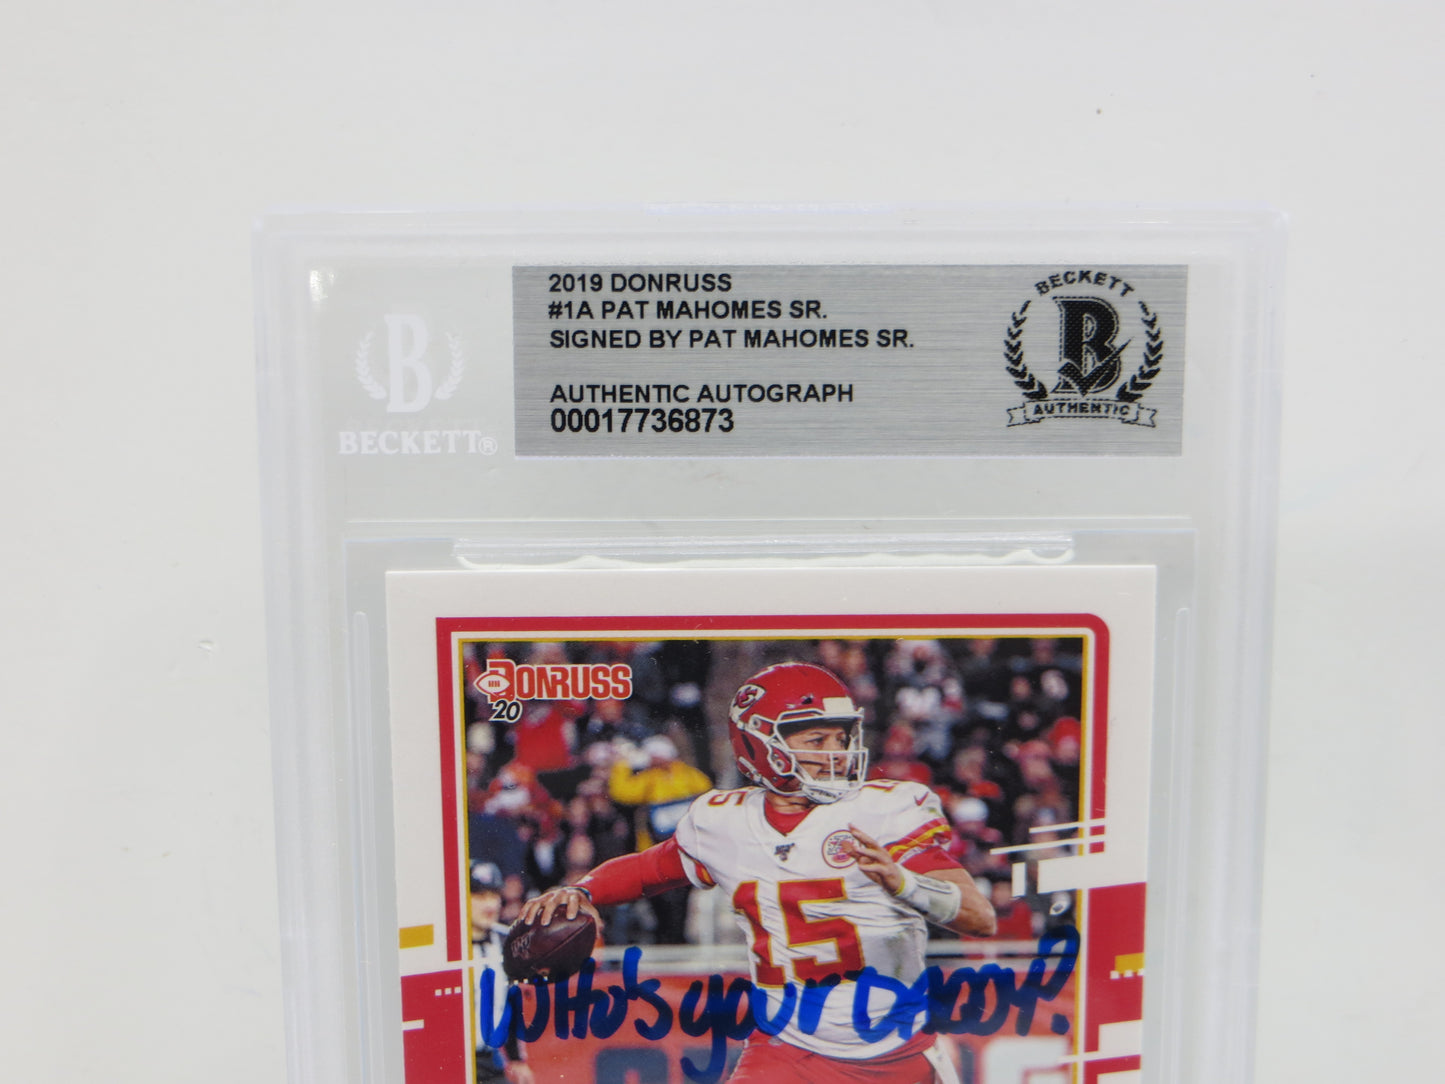 2019 DONRUSS
#1A PAT MAHOMES SR.
SIGNED BY PAT MAHOMES SR.
AUTHENTIC AUTOGRAPH
00017736873
BECKETT
B
AUTHENTIC
B
BECKETT®
DONRUSS
20
15
15
WHo's your DADDY?